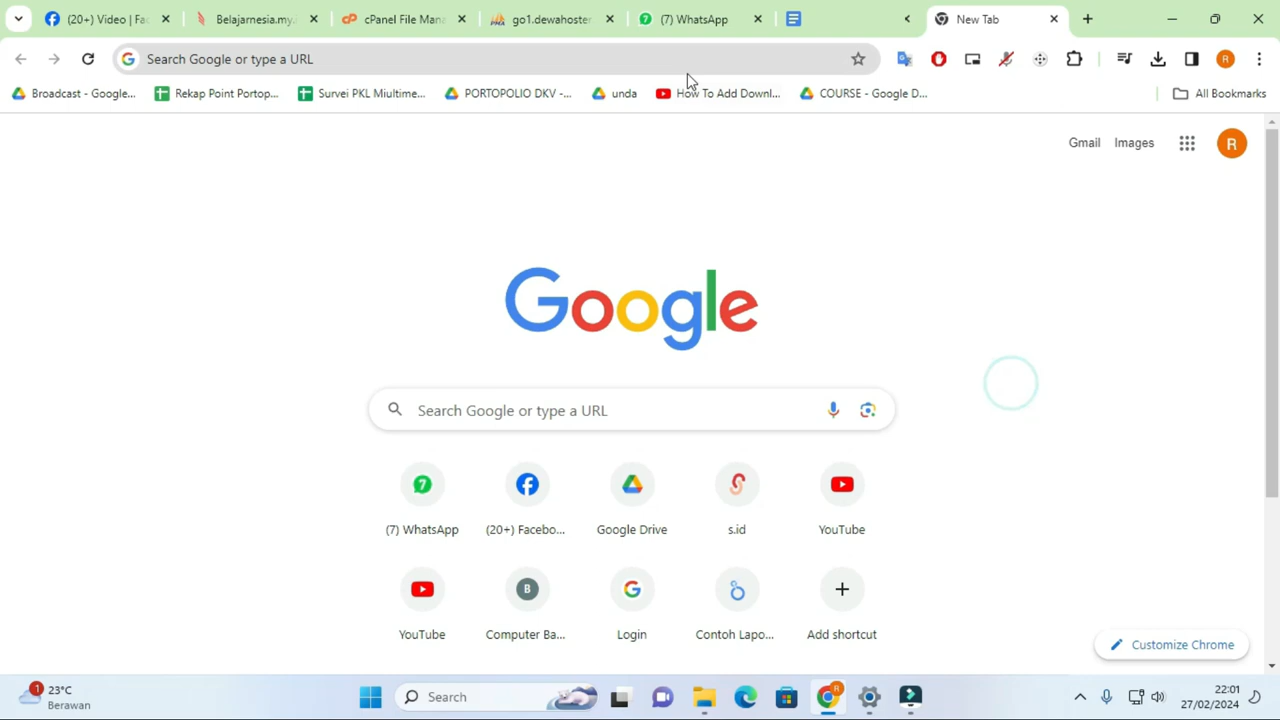 (20+) Video | Fac
Belajarnesia.my.
cPanel File Mana
go1.dewahoster
(7) WhatsApp
New Tab
Search Google or type a URL
Broadcast - Google...
Rekap Point Portop...
Survei PKL Miultime...
PORTOPOLIO DKV -...
unda
How To Add Downl...
COURSE - Google D...
All Bookmarks
Gmail
Images
R
Google
Search Google or type a URL
(7) WhatsApp
(20+) Facebo...
Google Drive
s.id
YouTube
YouTube
Computer Ba...
Login
Contoh Lapo...
Add shortcut
Customize Chrome
23°C
Berawan
Search
22:01
27/02/2024